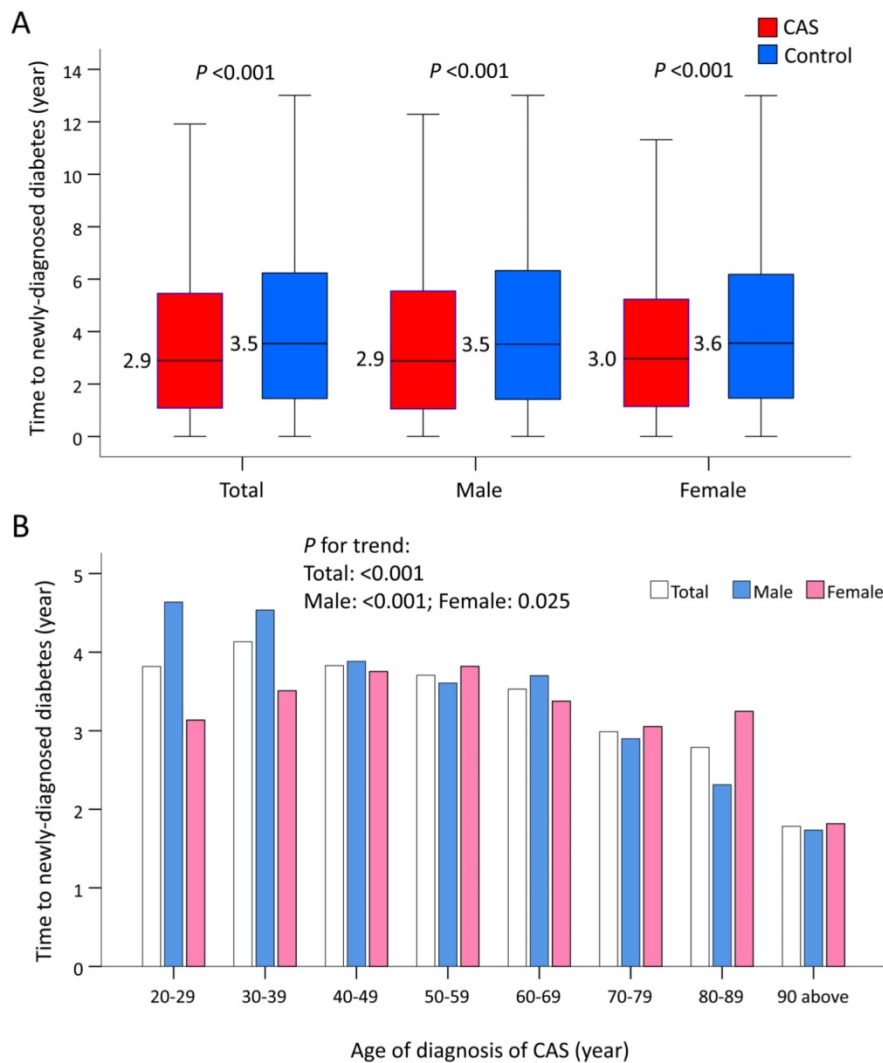 A
CAS
Control
P <0.001
P <0.001
P <0.001
Time to newly-diagnosed diabetes (year)
14
12
10
8
6
4
2
0
2.9
3.5
2.9
3.5
3.0
3.6
Total
Male
Female
B
P for trend:
Total: <0.001
Male: <0.001; Female: 0.025
Total
Male
Female
Time to newly-diagnosed diabetes (year)
5
4
3
2
1
0
20-29
30-39
40-49
50-59
60-69
70-79
80-89
90 above
Age of diagnosis of CAS (year)